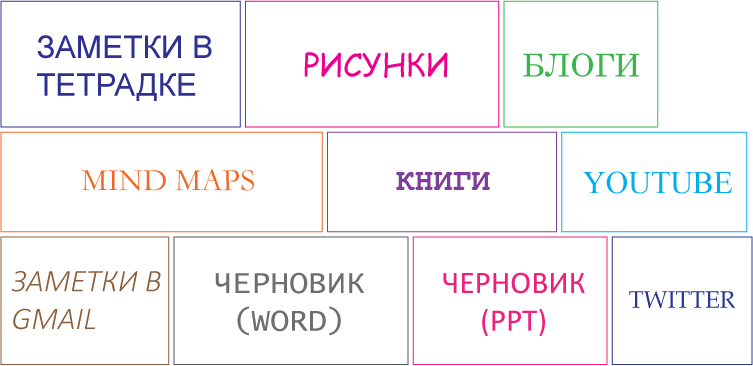 ЗАМЕТКИ В
ТЕТРАДКЕ
РИСУНКИ
БЛОГИ
MIND MAPS
КНИГИ
YOUTUBE
ЗАМЕТКИ В
GMAIL
ЧЕРНОВИК
(WORD)
ЧЕРНОВИК
(PPT)
TWITTER